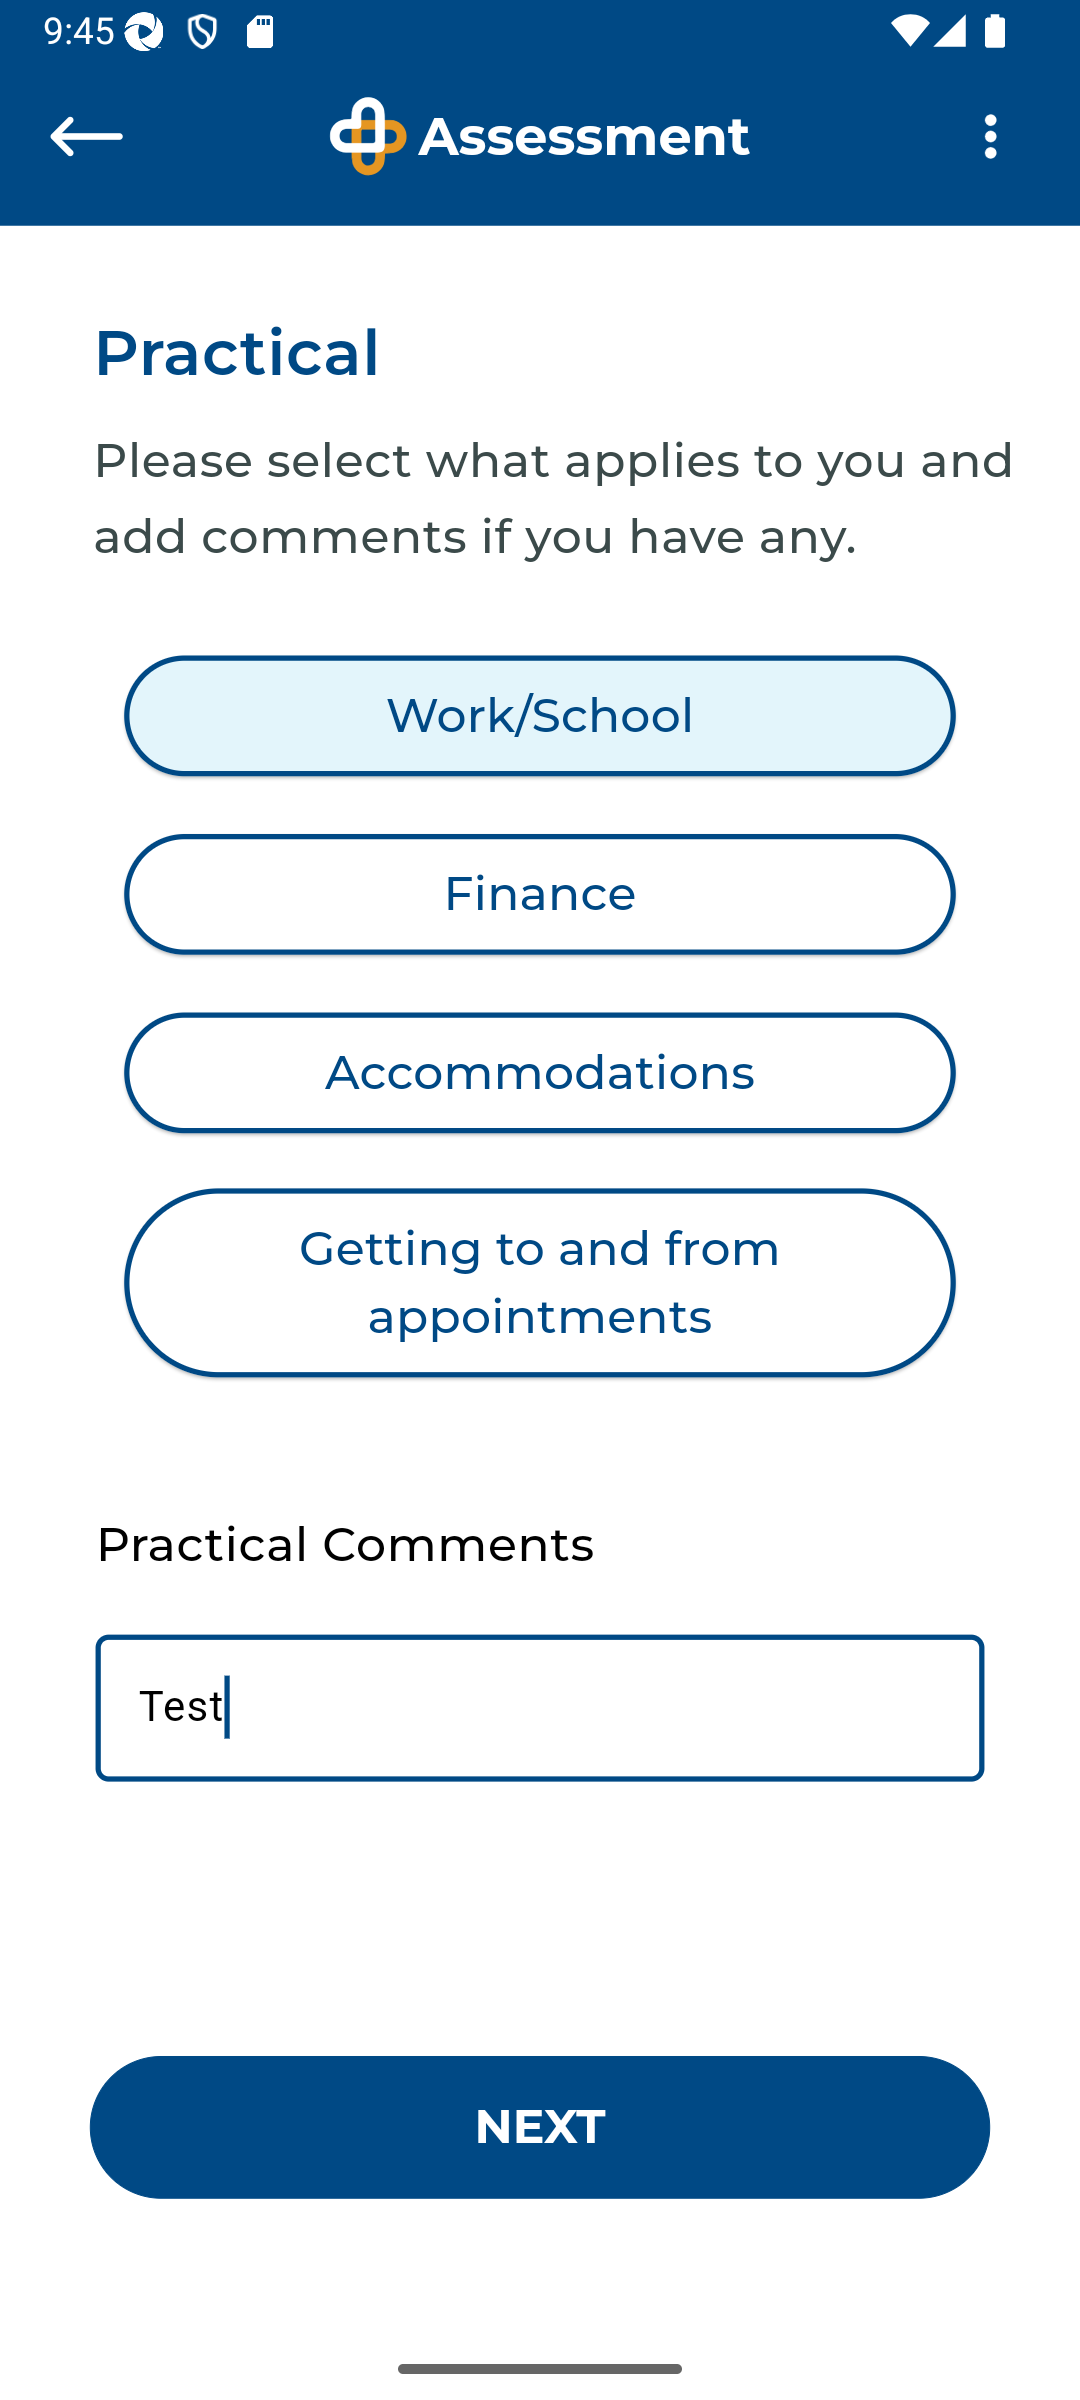 9:45
Assessment
Practical
Please select what applies to you and
add comments if you have any.
Work/School
Finance
Accommodations
Getting to and from
appointments
Practical Comments
Test
NEXT